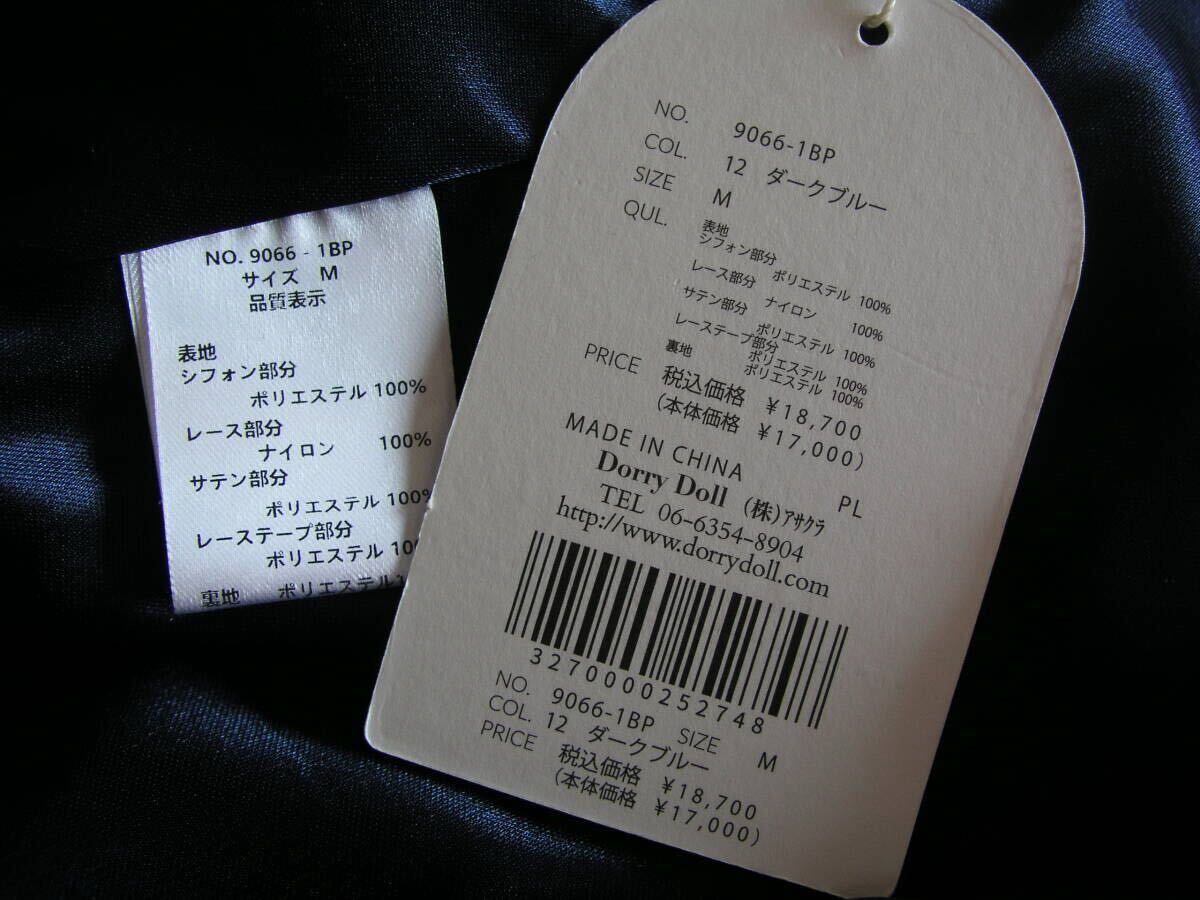 NO. 9066 - 1BP
サイズ M
品質表示
表地
シフォン部分
ポリエステル 100%
レース部分
ナイロン 100%
サテン部分
ポリエステル 100%
レーステープ部分
ポリエステル 10
裏地 ポリエステル
NO. 9066-1BP
COL. 12 ダークブルー
SIZE M
QUL. 表地
シフォン部分
ポリエステル 100%
レース部分
ナイロン 100%
サテン部分
ポリエステル 100%
レーステープ部分
ポリエステル 100%
裏地 ポリエステル 100%
PRICE 税込価格 ¥18,700
(本体価格 ¥17,000)
MADE IN CHINA PL
Dorry Doll (株)アサクラ
TEL 06-6354-8904
http://www.dorrydoll.com
3270000252748
NO. 9066-1BP SIZE M
COL. 12 ダークブルー
PRICE 税込価格 ¥18,700
(本体価格 ¥17,000)